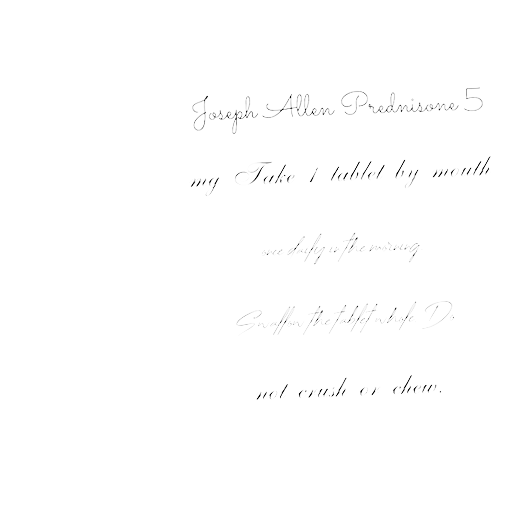 Joseph Allen Prednisone 5
mg Take 1 tablet by mouth
once daily in the morning
Swallow the tablet whole Do
not crush or chew.